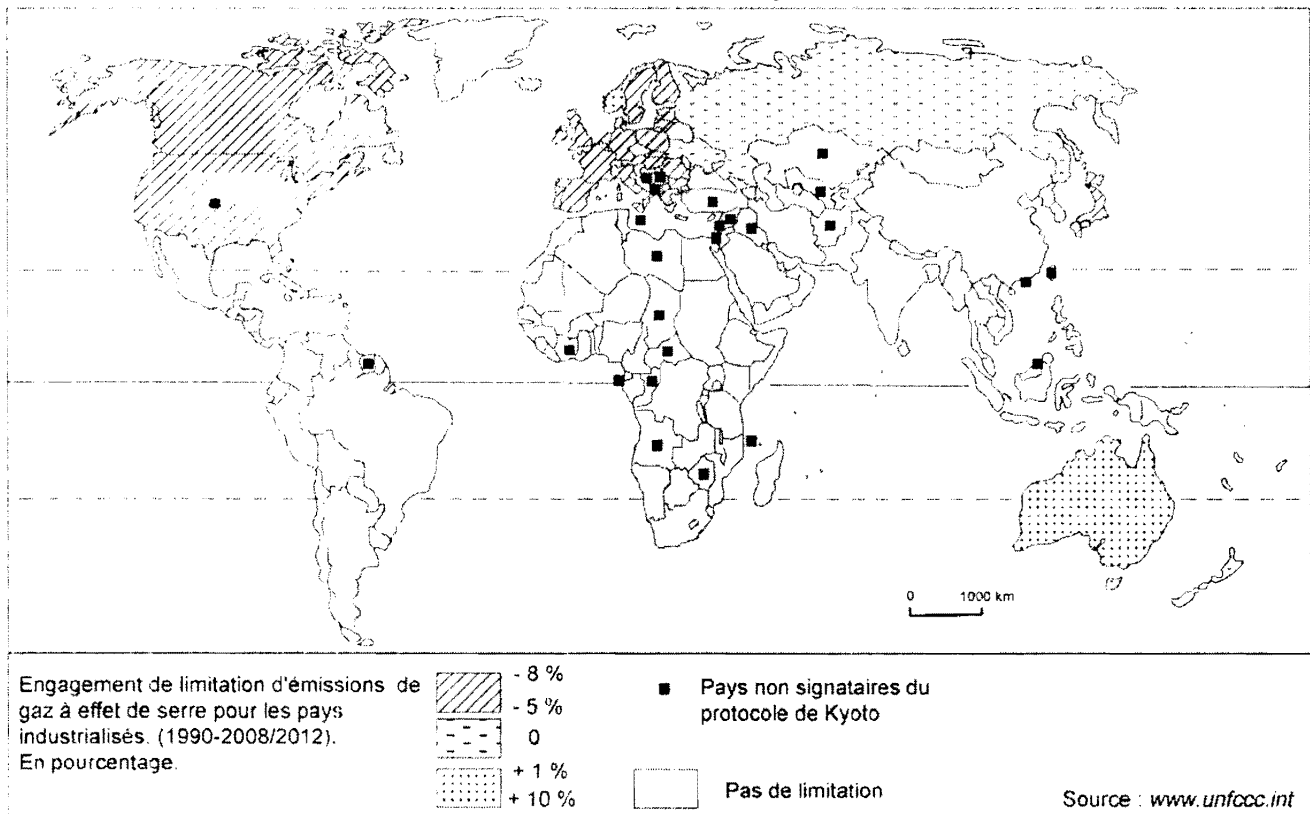 0 1000 km
Engagement de limitation d'émissions de
gaz à effet de serre pour les pays
industrialisés. (1990-2008/2012).
En pourcentage.
- 8 %
- 5 %
0
+ 1 %
+ 10 %
Pays non signataires du
protocole de Kyoto
Pas de limitation
Source : www.unfccc.int